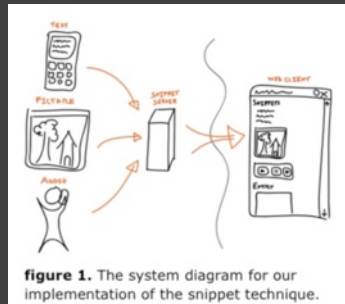 TEXT
PICTURE
AUDIO
SNIPPET
SERVER
WEB CLIENT
SNIPPETS
ENTRY
figure 1. The system diagram for our
implementation of the snippet technique.